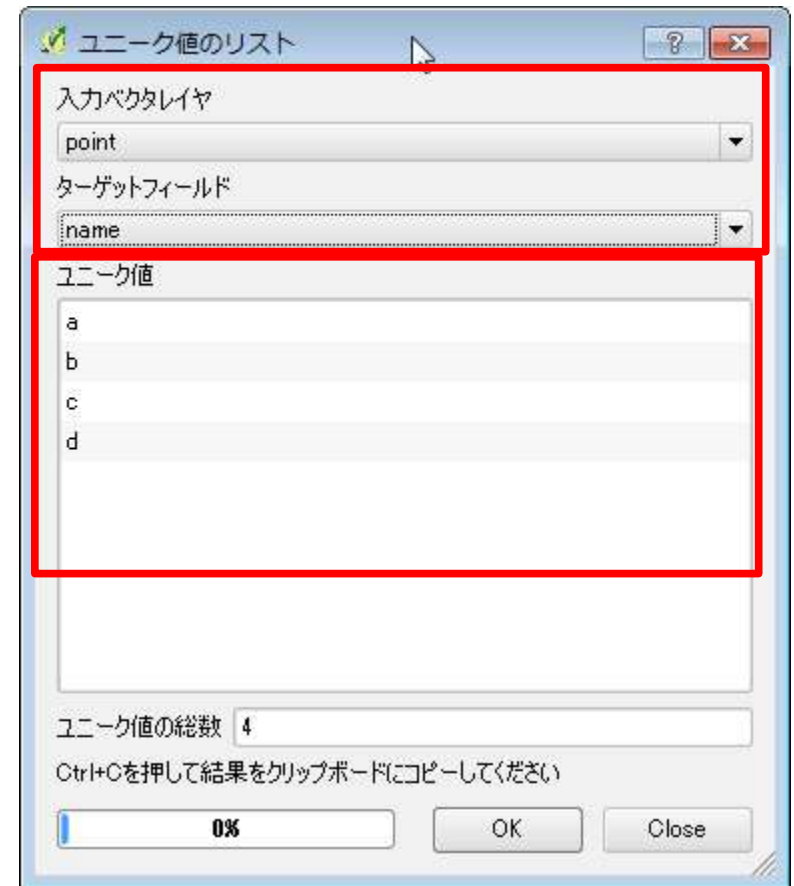 ユニーク値のリスト
入力ベクタレイヤ
point
ターゲットフィールド
name
ユニーク値
a
b
c
d
ユニーク値の総数 4
Ctrl+Cを押して結果をクリップボードにコピーしてください
0% OK Close